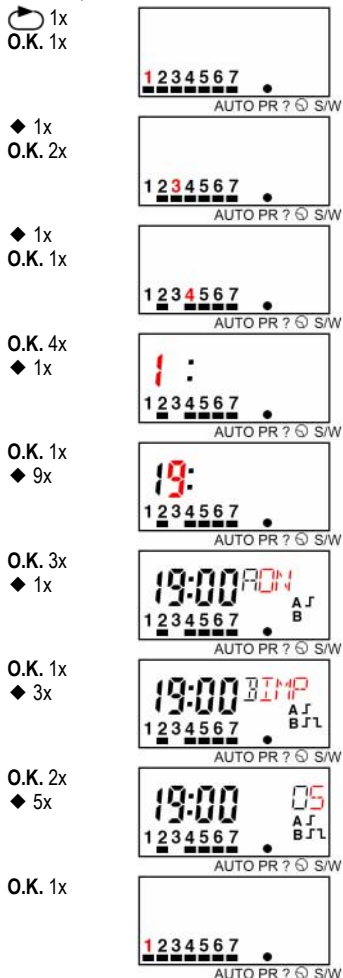 1x
O.K. 1x
1234567
AUTO PR ? S/W
◆ 1x
O.K. 2x
1234567
AUTO PR ? S/W
◆ 1x
O.K. 1x
1234567
AUTO PR ? S/W
O.K. 4x
◆ 1x
1 :
1234567
AUTO PR ? S/W
O.K. 1x
◆ 9x
19:
1234567
AUTO PR ? S/W
O.K. 3x
◆ 1x
19:00 A ON
A
B
1234567
AUTO PR ? S/W
O.K. 1x
◆ 3x
19:00 B IMP
A
B
1234567
AUTO PR ? S/W
O.K. 2x
◆ 5x
19:00 05
A
B
1234567
AUTO PR ? S/W
O.K. 1x
1234567
AUTO PR ? S/W